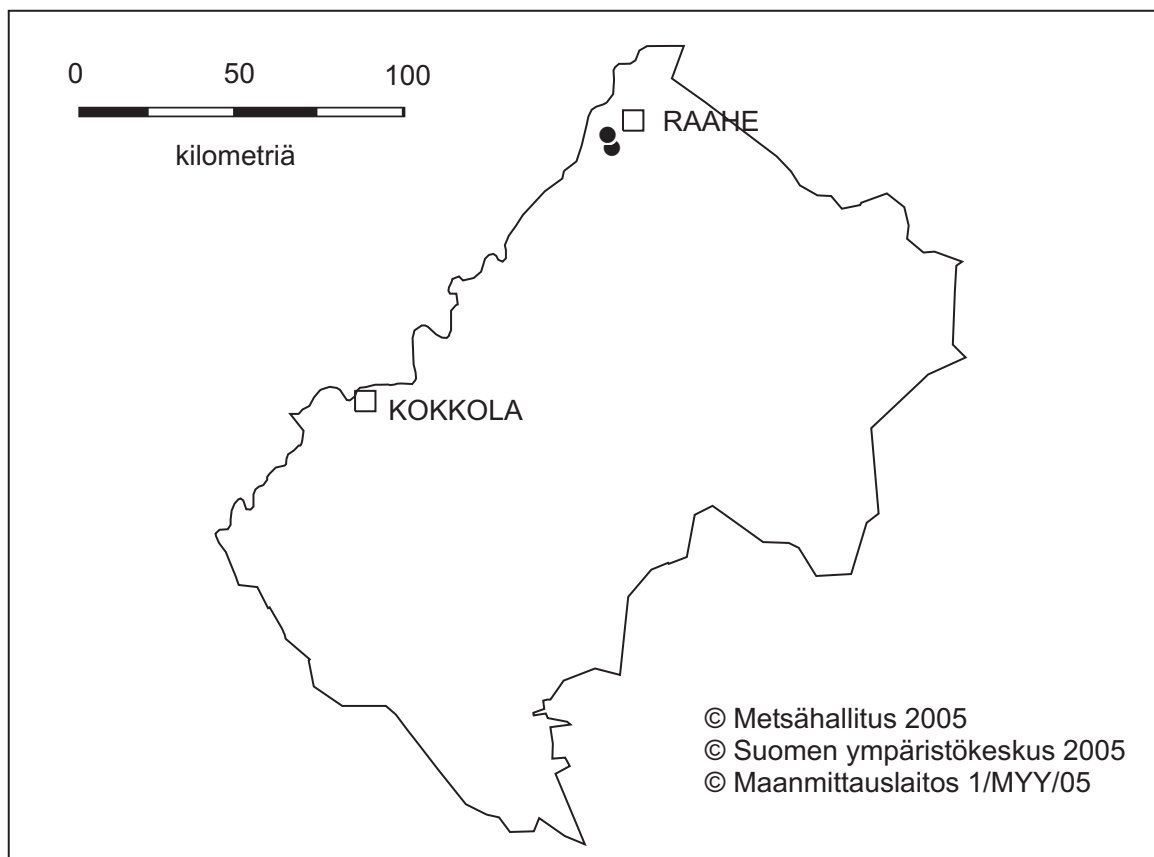 0 50 100
kilometriä
RAAHE
KOKKOLA
© Metsähallitus 2005
© Suomen ympäristökeskus 2005
© Maanmittauslaitos 1/MYY/05